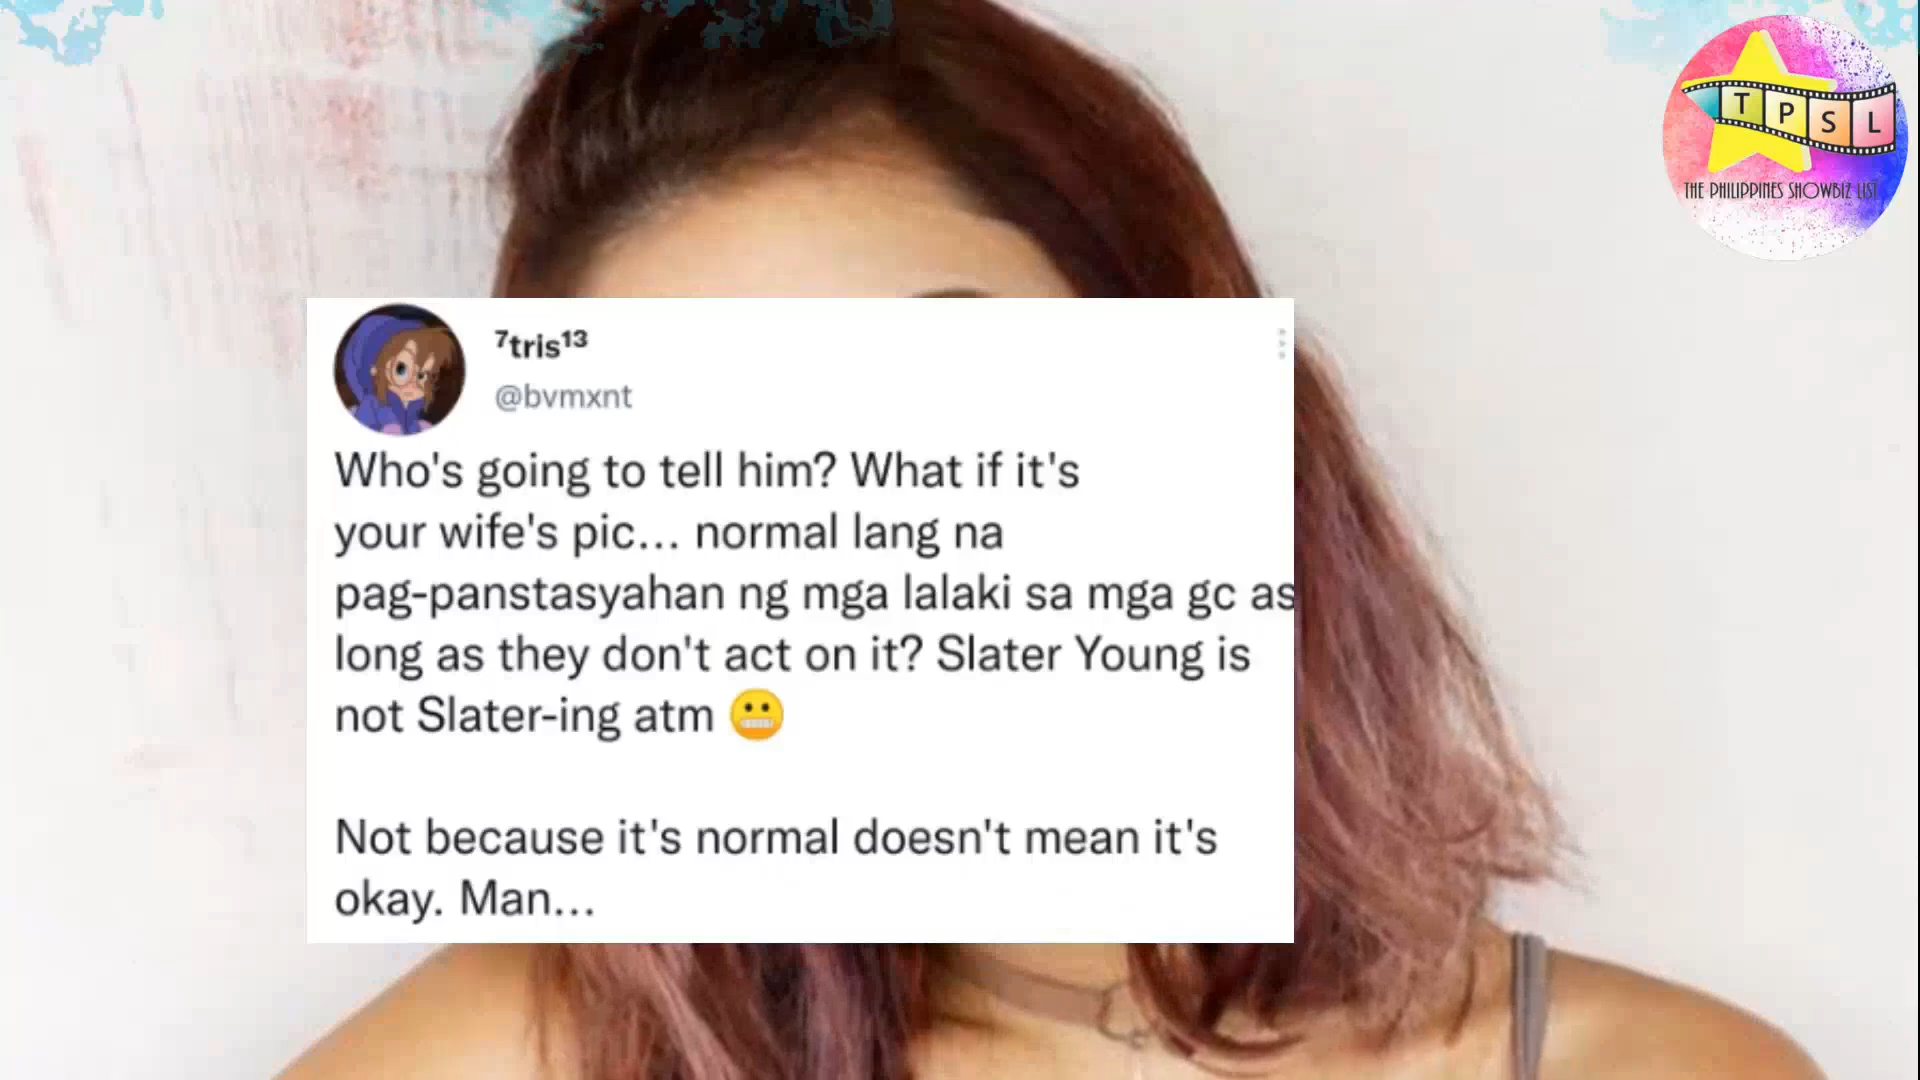 T P S L
THE PHILIPPINES SHOWBIZ LIST
⁷tris¹³
@bvmxnt
Who's going to tell him? What if it's
your wife's pic... normal lang na
pag-panstasyahan ng mga lalaki sa mga gc as
long as they don't act on it? Slater Young is
not Slater-ing atm 😬
Not because it's normal doesn't mean it's
okay. Man...